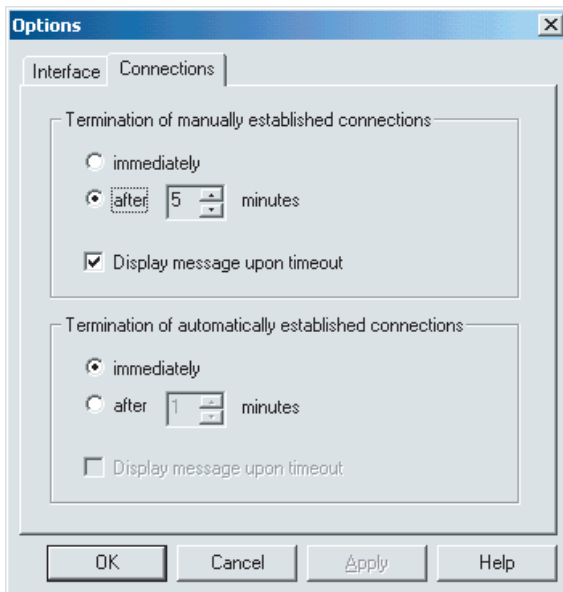 Options
Interface Connections
Termination of manually established connections
immediately
after 5 minutes
Display message upon timeout
Termination of automatically established connections
immediately
after 1 minutes
Display message upon timeout
OK Cancel Apply Help